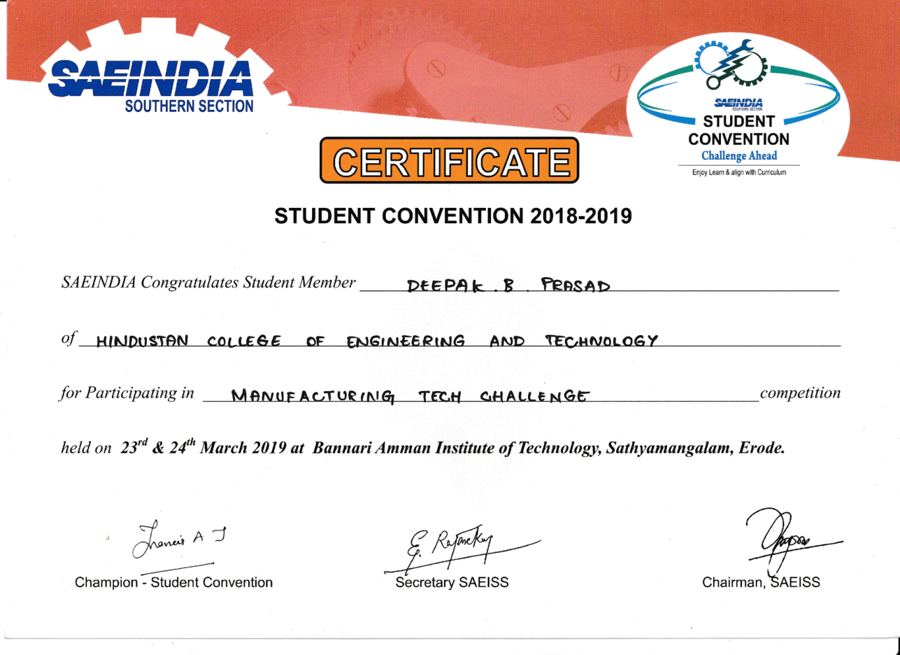 SAEINDIA
SOUTHERN SECTION
SAEINDIA
SOUTHERN SECTION
STUDENT
CONVENTION
Challenge Ahead
Enjoy Learn & align with Curriculum
CERTIFICATE
STUDENT CONVENTION 2018-2019
SAEINDIA Congratulates Student Member DEEPAK . B . PRASAD
of HINDUSTAN COLLEGE OF ENGINEERING AND TECHNOLOGY
for Participating in MANUFACTURING TECH CHALLENGE competition
held on 23rd & 24th March 2019 at Bannari Amman Institute of Technology, Sathyamangalam, Erode.
Francis A J
Champion - Student Convention
Secretary SAEISS
Chairman, SAEISS